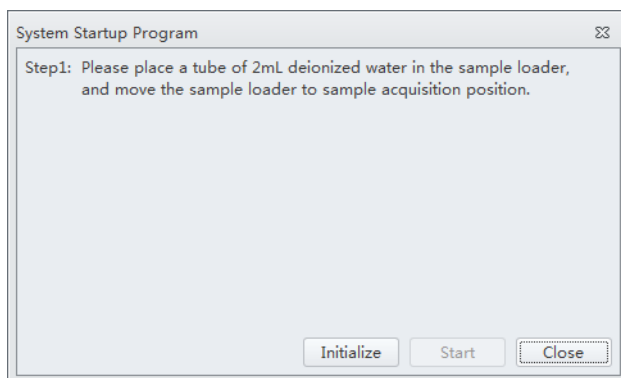 System Startup Program
Step1: Please place a tube of 2mL deionized water in the sample loader,
and move the sample loader to sample acquisition position.
Initialize Start Close